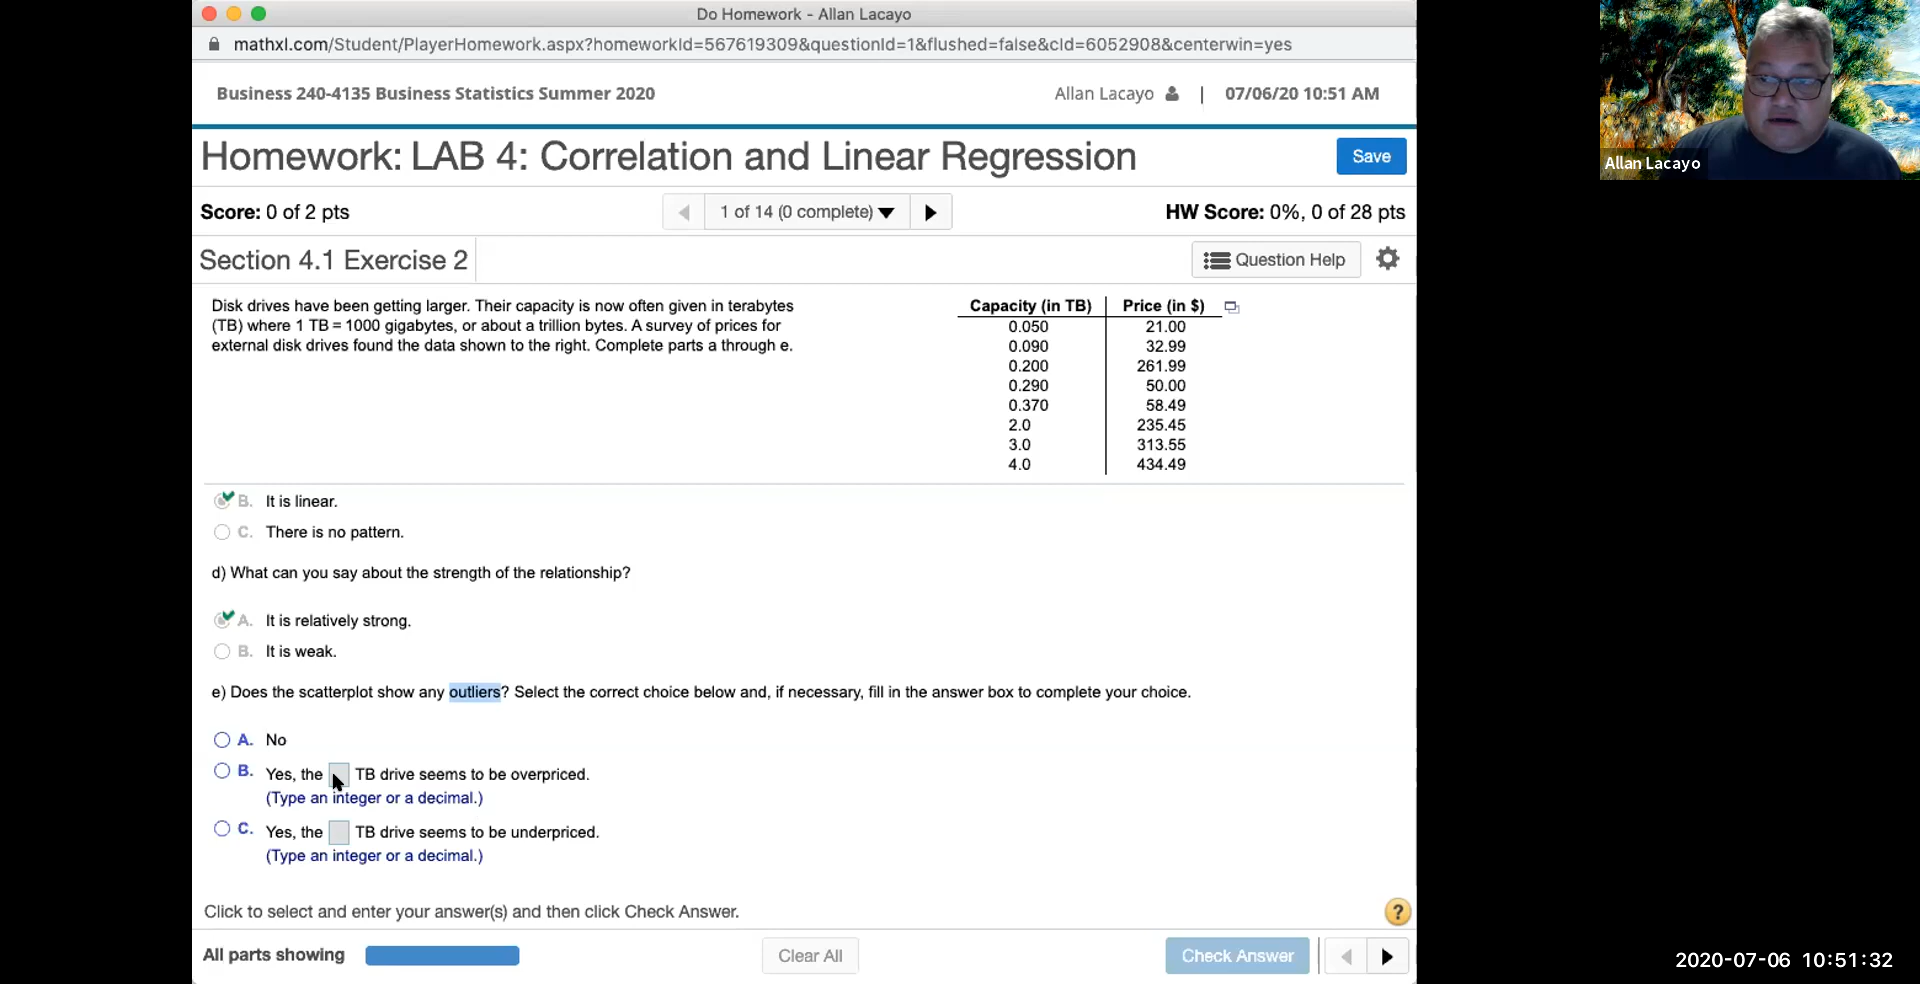 Do Homework - Allan Lacayo
mathxl.com/Student/PlayerHomework.aspx?homeworkId=567619309&questionId=1&flushed=false&cId=6052908&centerwin=yes
Business 240-4135 Business Statistics Summer 2020
Allan Lacayo | 07/06/20 10:51 AM
Allan Lacayo
Homework: LAB 4: Correlation and Linear Regression
Save
Score: 0 of 2 pts
1 of 14 (0 complete)
HW Score: 0%, 0 of 28 pts
Section 4.1 Exercise 2
Question Help
Disk drives have been getting larger. Their capacity is now often given in terabytes
(TB) where 1 TB = 1000 gigabytes, or about a trillion bytes. A survey of prices for
external disk drives found the data shown to the right. Complete parts a through e.
Capacity (in TB) Price (in $)
0.050 21.00
0.090 32.99
0.200 261.99
0.290 50.00
0.370 58.49
2.0 235.45
3.0 313.55
4.0 434.49
B. It is linear.
C. There is no pattern.
d) What can you say about the strength of the relationship?
A. It is relatively strong.
B. It is weak.
e) Does the scatterplot show any outliers? Select the correct choice below and, if necessary, fill in the answer box to complete your choice.
A. No
B. Yes, the TB drive seems to be overpriced.
(Type an integer or a decimal.)
C. Yes, the TB drive seems to be underpriced.
(Type an integer or a decimal.)
Click to select and enter your answer(s) and then click Check Answer.
?
All parts showing
Clear All
Check Answer
2020-07-06 10:51:32